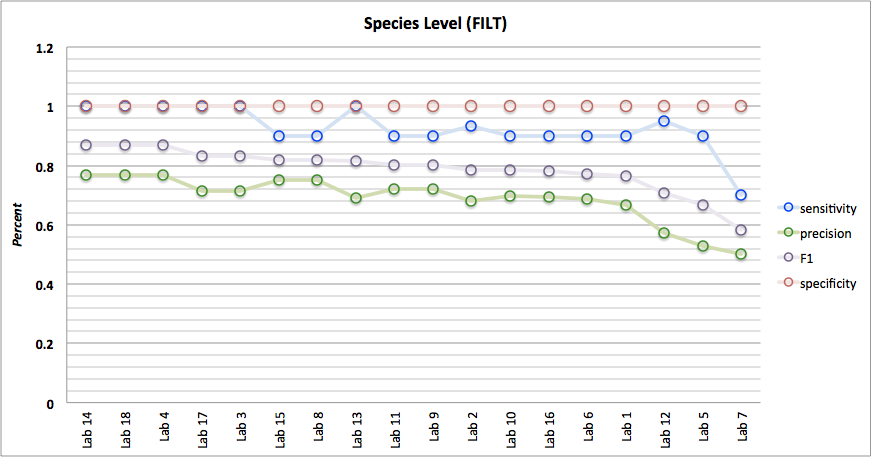 Species Level (FILT)
1.2
1
0.8
0.6
0.4
0.2
0
Percent
Lab 14
Lab 18
Lab 4
Lab 17
Lab 3
Lab 15
Lab 8
Lab 13
Lab 11
Lab 9
Lab 2
Lab 10
Lab 16
Lab 6
Lab 1
Lab 12
Lab 5
Lab 7
sensitivity
precision
F1
specificity